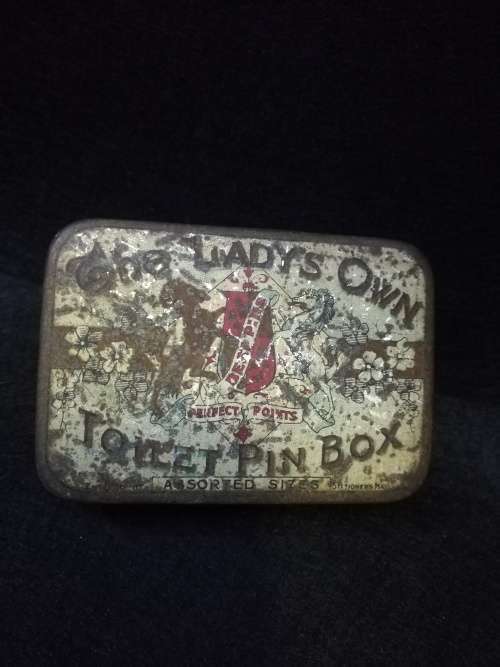 The LADY'S OWN
PERFECT POINTS
TOILET PIN BOX
ASSORTED SIZES